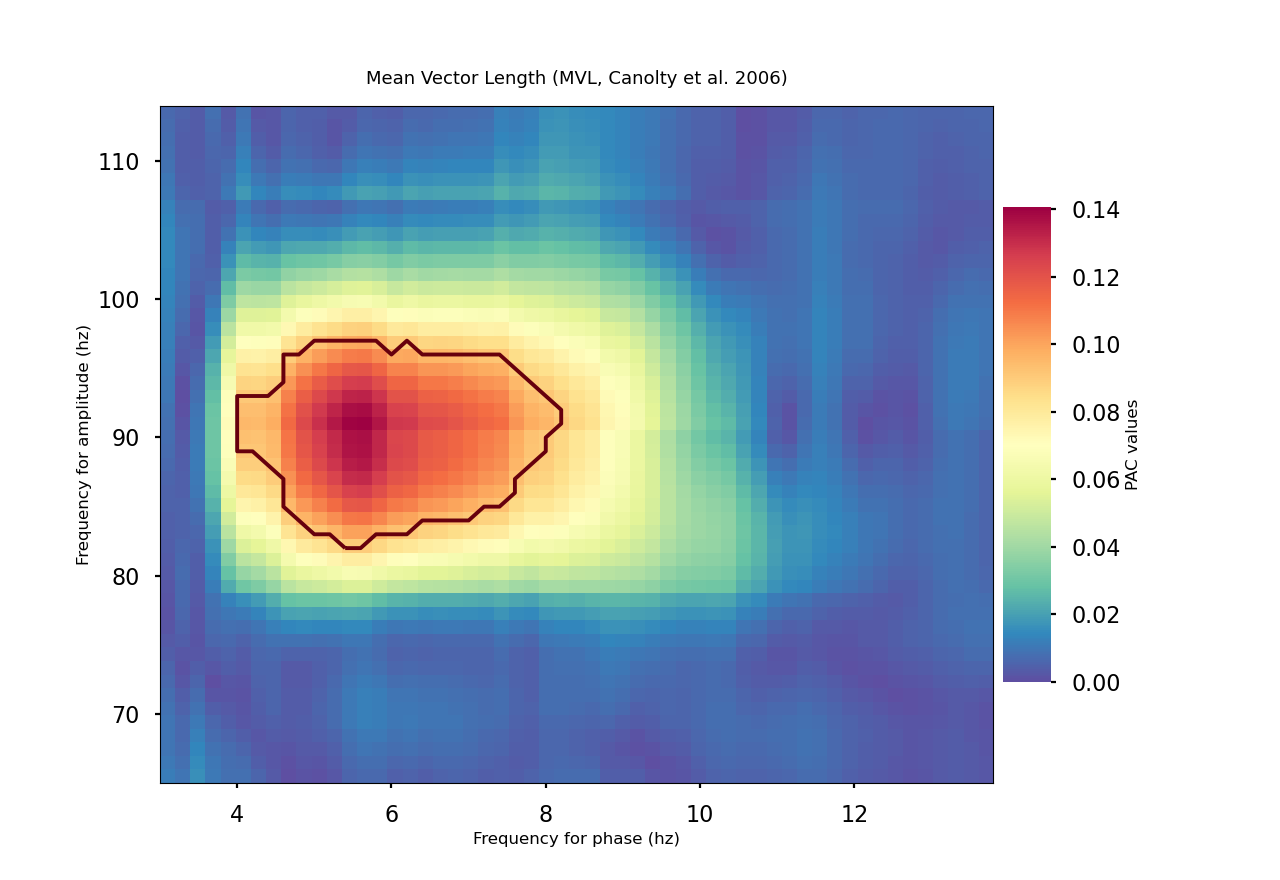 Mean Vector Length (MVL, Canolty et al. 2006)
Frequency for amplitude (hz)
110
100
90
80
70
4 6 8 10 12
Frequency for phase (hz)
0.14
0.12
0.10
0.08
0.06
0.04
0.02
0.00
PAC values